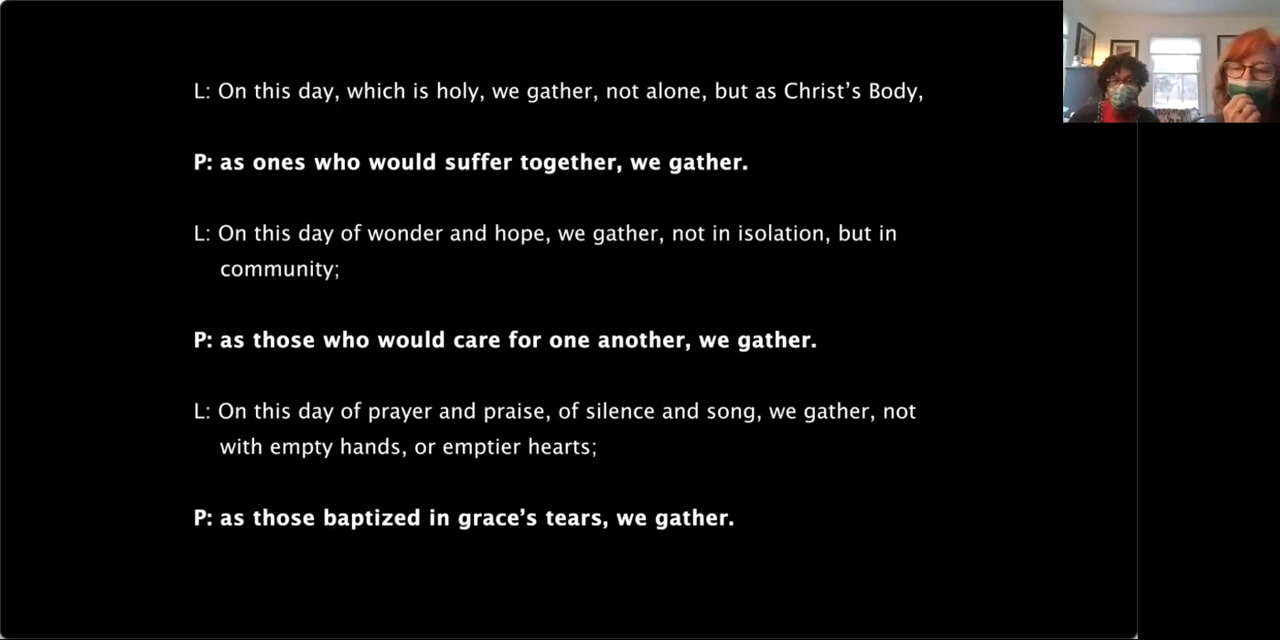 L: On this day, which is holy, we gather, not alone, but as Christ’s Body,
P: as ones who would suffer together, we gather.
L: On this day of wonder and hope, we gather, not in isolation, but in
community;
P: as those who would care for one another, we gather.
L: On this day of prayer and praise, of silence and song, we gather, not
with empty hands, or emptier hearts;
P: as those baptized in grace’s tears, we gather.